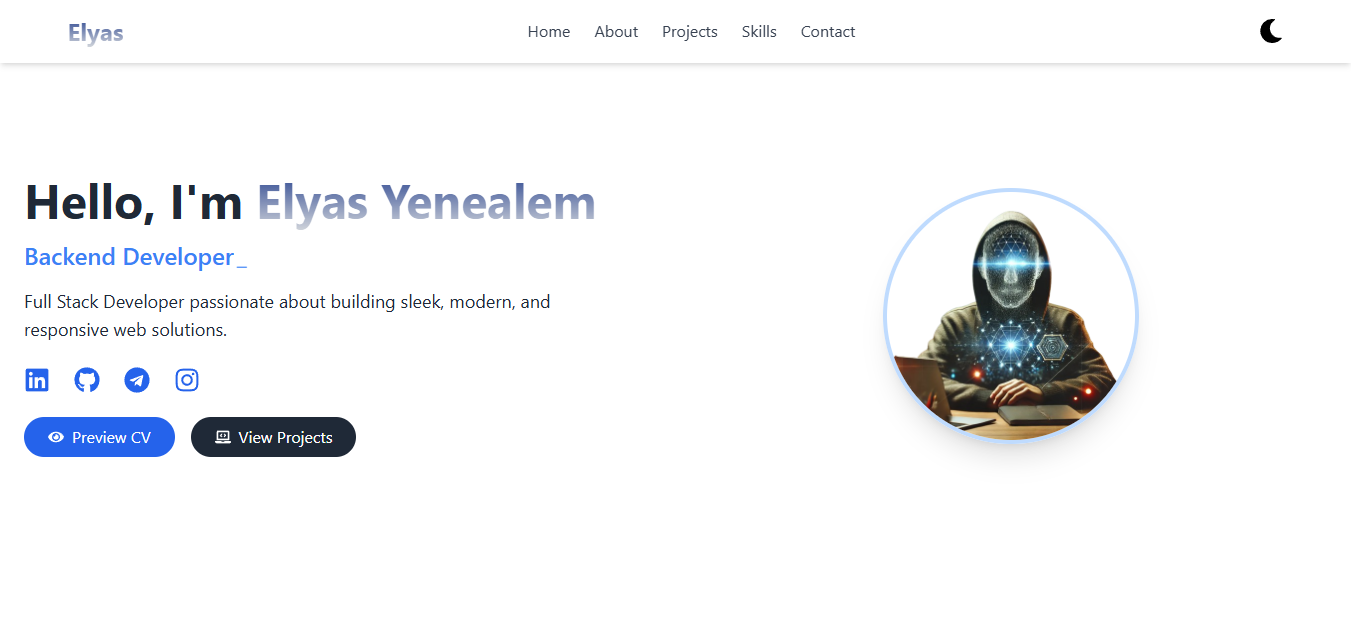 Elyas
Home About Projects Skills Contact
Hello, I'm Elyas Yenealem
Backend Developer_
Full Stack Developer passionate about building sleek, modern, and
responsive web solutions.
Preview CV
View Projects